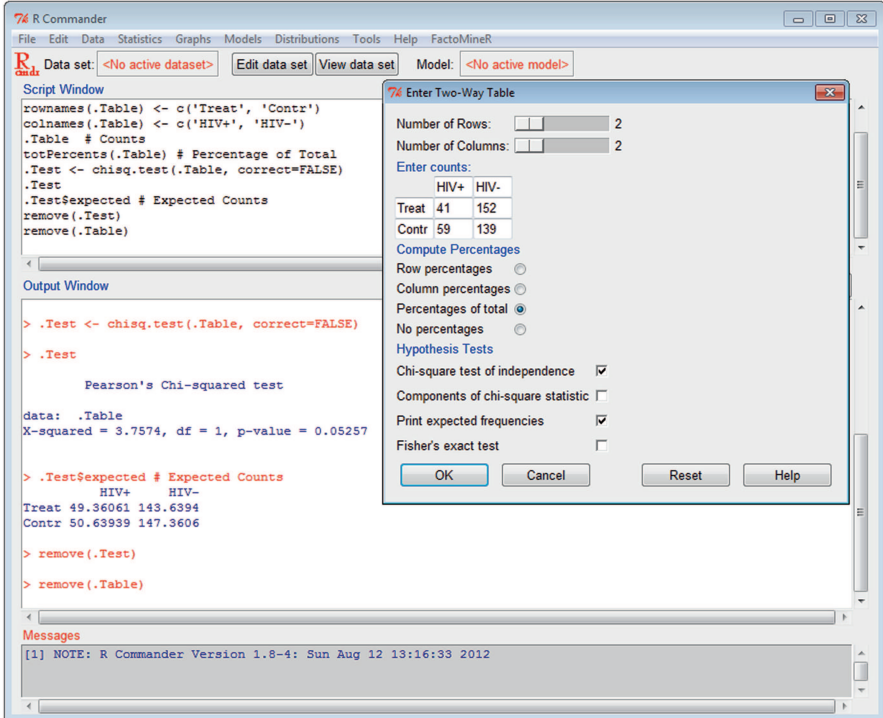 R Commander
File Edit Data Statistics Graphs Models Distributions Tools Help FactoMineR
R cmdr Data set: <No active dataset> Edit data set View data set Model: <No active model>
Script Window
rownames(.Table) <- c('Treat', 'Contr')
colnames(.Table) <- c('HIV+', 'HIV-')
.Table # Counts
totPercents(.Table) # Percentage of Total
.Test <- chisq.test(.Table, correct=FALSE)
.Test
.Test$expected # Expected Counts
remove(.Test)
remove(.Table)
Output Window
> .Test <- chisq.test(.Table, correct=FALSE)
> .Test
Pearson's Chi-squared test
data: .Table
X-squared = 3.7574, df = 1, p-value = 0.05257
> .Test$expected # Expected Counts
HIV+ HIV-
Treat 49.36061 143.6394
Contr 50.63939 147.3606
> remove(.Test)
> remove(.Table)
Messages
[1] NOTE: R Commander Version 1.8-4: Sun Aug 12 13:16:33 2012
Enter Two-Way Table
Number of Rows: 2
Number of Columns: 2
Enter counts:
HIV+ HIV-
Treat 41 152
Contr 59 139
Compute Percentages
Row percentages
Column percentages
Percentages of total
No percentages
Hypothesis Tests
Chi-square test of independence
Components of chi-square statistic
Print expected frequencies
Fisher's exact test
OK Cancel Reset Help